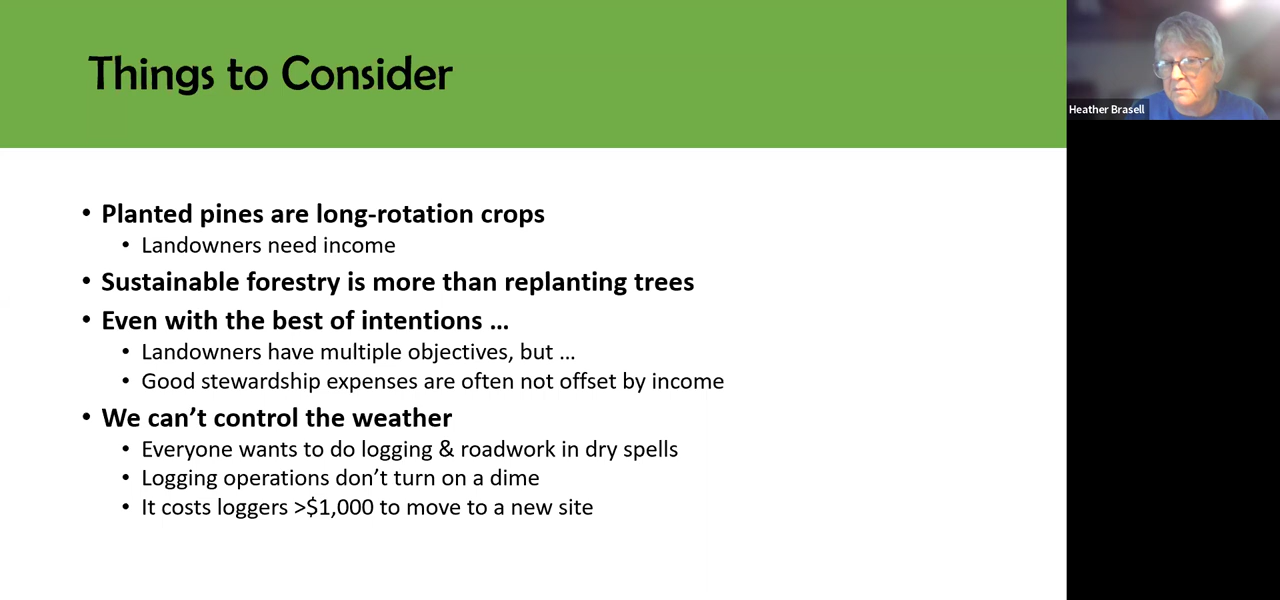 Things to Consider
Heather Brasell
• Planted pines are long-rotation crops
• Landowners need income
• Sustainable forestry is more than replanting trees
• Even with the best of intentions …
• Landowners have multiple objectives, but …
• Good stewardship expenses are often not offset by income
• We can’t control the weather
• Everyone wants to do logging & roadwork in dry spells
• Logging operations don’t turn on a dime
• It costs loggers >$1,000 to move to a new site